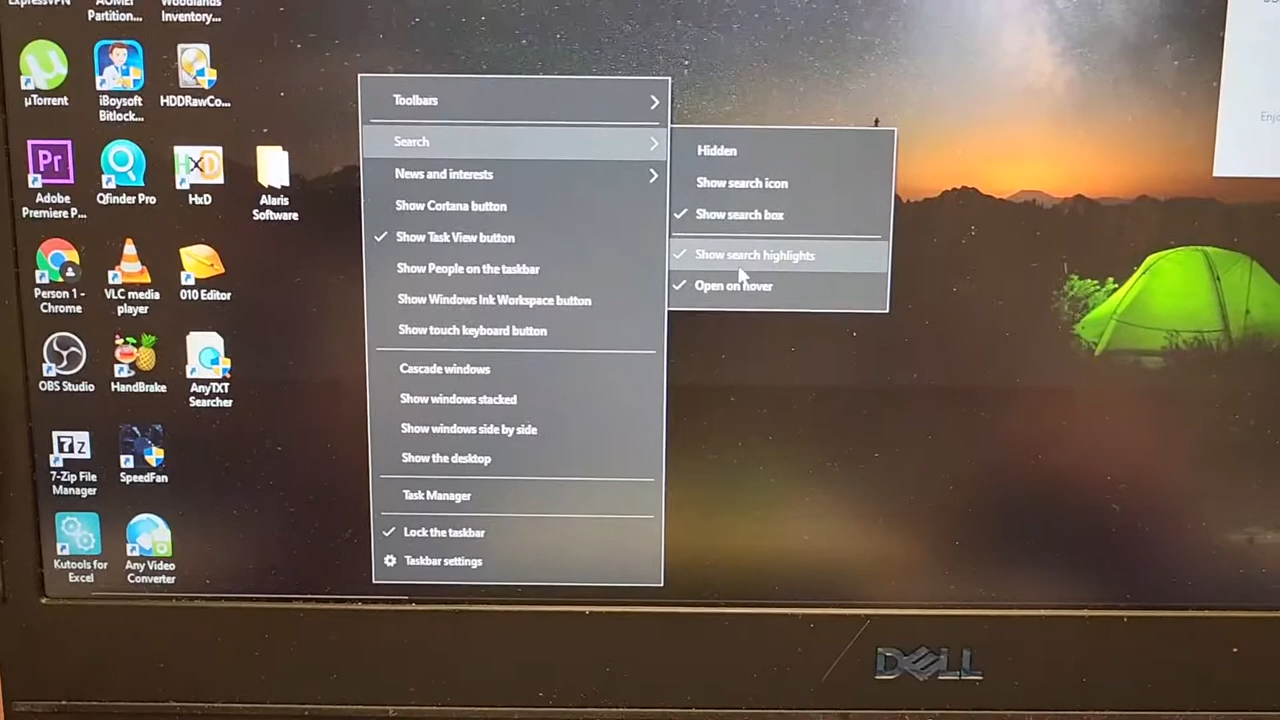 ExpressVPN
AOMEI
Partition...
Woodlands
Inventory...
µTorrent
iBoysoft
Bitlock...
HDDRawCo...
Pr
HxD
Adobe
Premiere P...
Qfinder Pro
HxD
Alaris
Software
Person 1 -
Chrome
VLC media
player
010 Editor
OBS Studio
HandBrake
AnyTXT
Searcher
7z
7-Zip File
Manager
SpeedFan
Kutools for
Excel
Any Video
Converter
Toolbars
Search
News and interests
Show Cortana button
Show Task View button
Show People on the taskbar
Show Windows Ink Workspace button
Show touch keyboard button
Cascade windows
Show windows stacked
Show windows side by side
Show the desktop
Task Manager
Lock the taskbar
Taskbar settings
Hidden
Show search icon
Show search box
Show search highlights
Open on hover
Enjo
DELL